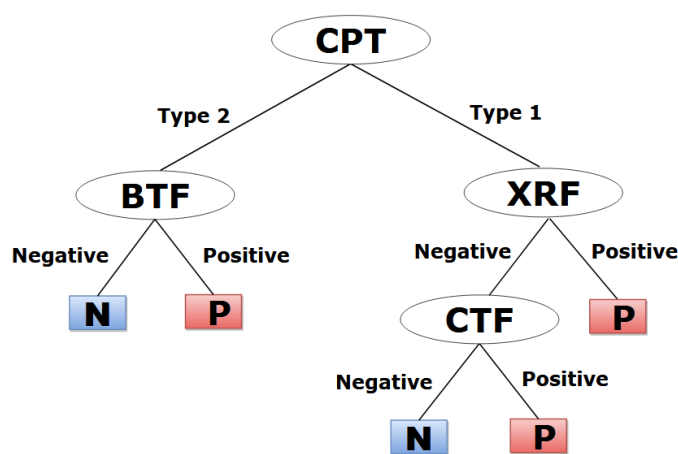 CPT
Type 2
Type 1
BTF
XRF
Negative
Positive
Negative
Positive
N
P
CTF
P
Negative
Positive
N
P